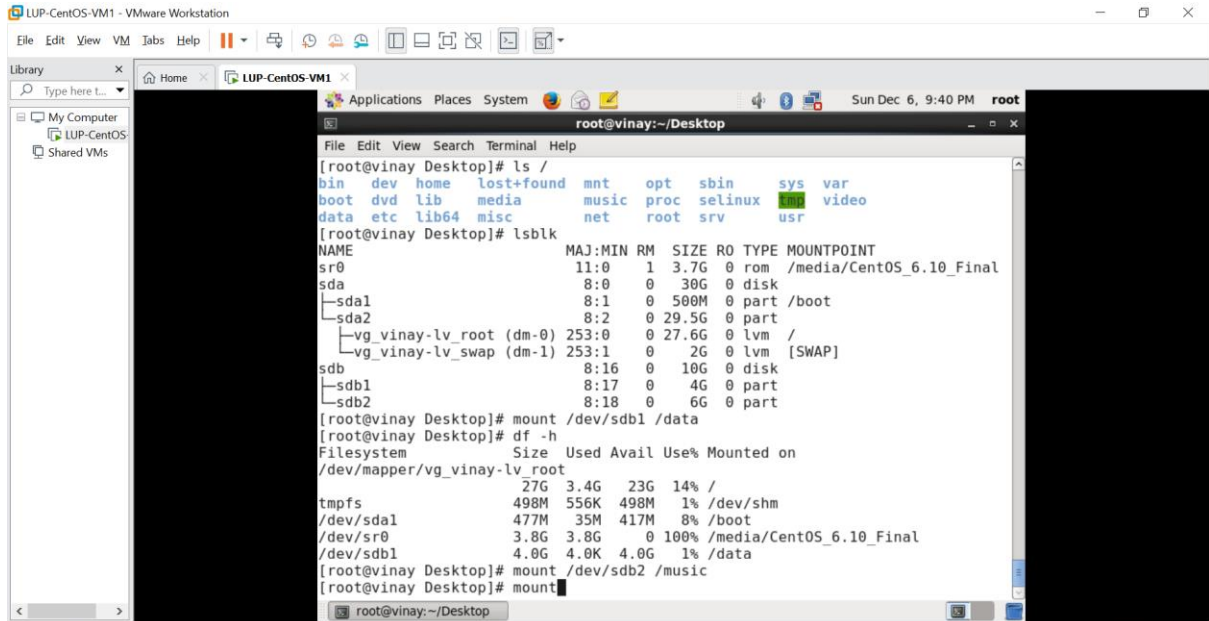 LUP-CentOS-VM1 - VMware Workstation
File Edit View VM Tabs Help
Library
Type here t...
My Computer
LUP-CentOS-
Shared VMs
Home
LUP-CentOS-VM1
Applications Places System
Sun Dec 6, 9:40 PM root
root@vinay:~/Desktop
File Edit View Search Terminal Help
[root@vinay Desktop]# ls /
bin dev home lost+found mnt opt sbin sys var
boot dvd lib media music proc selinux tmp video
data etc lib64 misc net root srv usr
[root@vinay Desktop]# lsblk
NAME MAJ:MIN RM SIZE RO TYPE MOUNTPOINT
sr0 11:0 1 3.7G 0 rom /media/CentOS_6.10_Final
sda 8:0 0 30G 0 disk
├─sda1 8:1 0 500M 0 part /boot
└─sda2 8:2 0 29.5G 0 part
├─vg_vinay-lv_root (dm-0) 253:0 0 27.6G 0 lvm /
└─vg_vinay-lv_swap (dm-1) 253:1 0 2G 0 lvm [SWAP]
sdb 8:16 0 10G 0 disk
├─sdb1 8:17 0 4G 0 part
└─sdb2 8:18 0 6G 0 part
[root@vinay Desktop]# mount /dev/sdb1 /data
[root@vinay Desktop]# df -h
Filesystem Size Used Avail Use% Mounted on
/dev/mapper/vg_vinay-lv_root
27G 3.4G 23G 14% /
tmpfs 498M 556K 498M 1% /dev/shm
/dev/sda1 477M 35M 417M 8% /boot
/dev/sr0 3.8G 3.8G 0 100% /media/CentOS_6.10_Final
/dev/sdb1 4.0G 4.0K 4.0G 1% /data
[root@vinay Desktop]# mount /dev/sdb2 /music
[root@vinay Desktop]# mount
root@vinay:~/Desktop